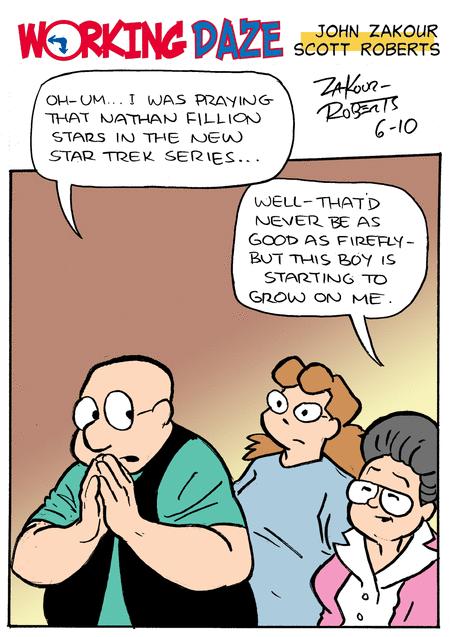 WORKING DAZE
JOHN ZAKOUR
SCOTT ROBERTS
ZAKOUR-
ROBERTS
6-10
OH-UM... I WAS PRAYING
THAT NATHAN FILLION
STARS IN THE NEW
STAR TREK SERIES...
WELL-THAT'D
NEVER BE AS
GOOD AS FIREFLY-
BUT THIS BOY IS
STARTING TO
GROW ON ME.